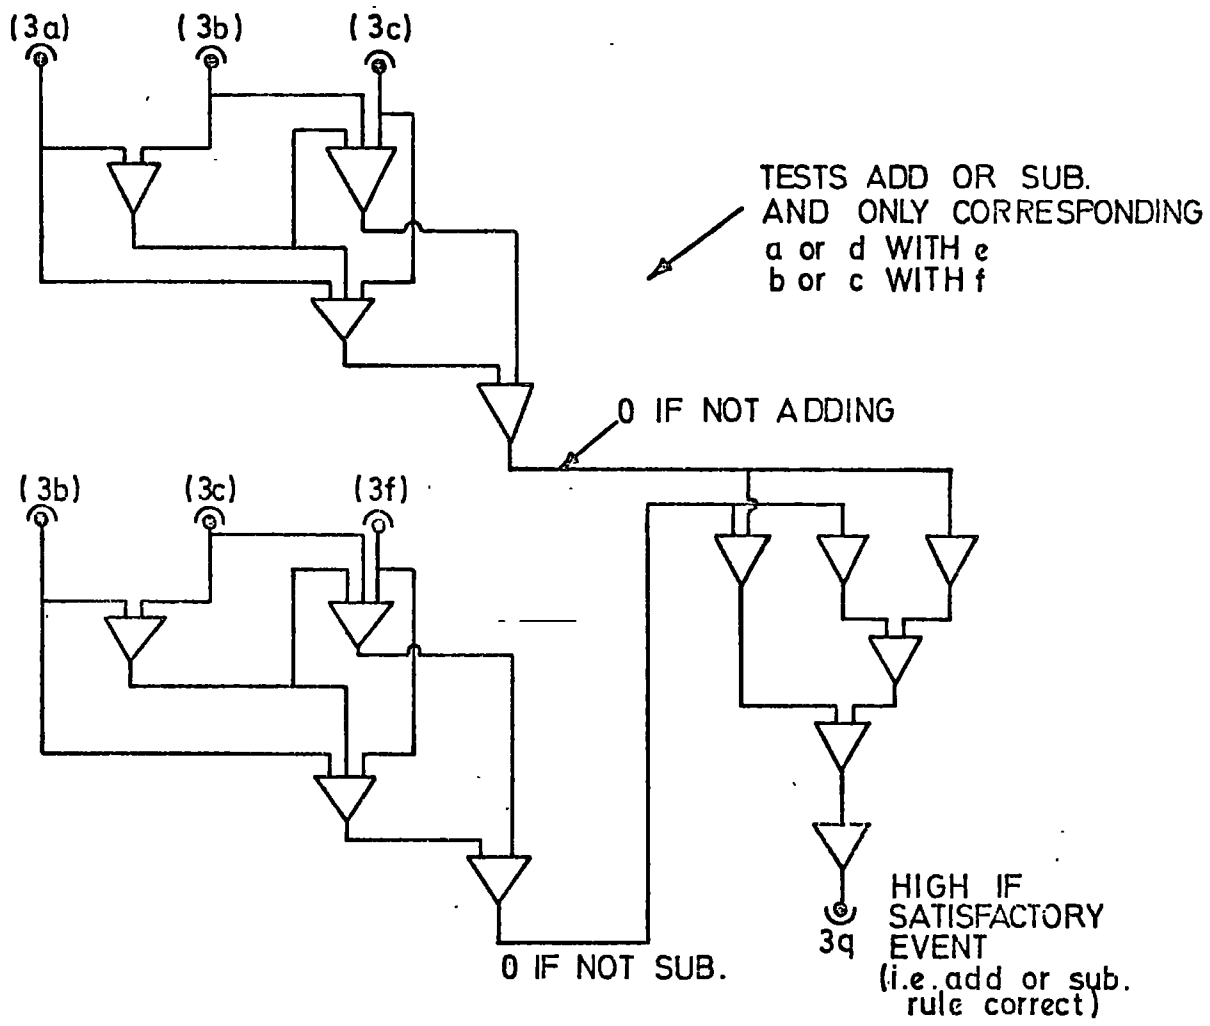 (3a) (3b) (3c)
TESTS ADD OR SUB.
AND ONLY CORRESPONDING
a or d WITH e
b or c WITH f
0 IF NOT ADDING
(3b) (3c) (3f)
0 IF NOT SUB.
3q
HIGH IF
SATISFACTORY
EVENT
(i.e. add or sub.
rule correct)